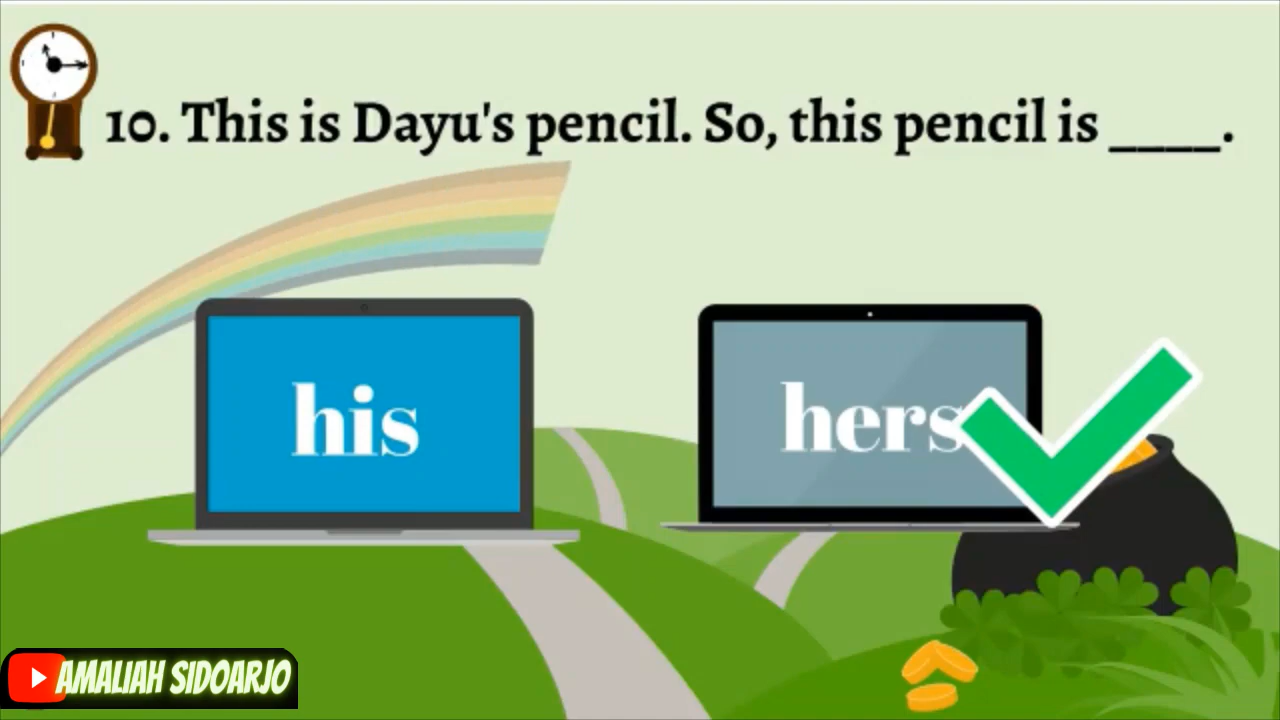 10. This is Dayu's pencil. So, this pencil is ____.
his
hers
AMALIAH SIDOARJO